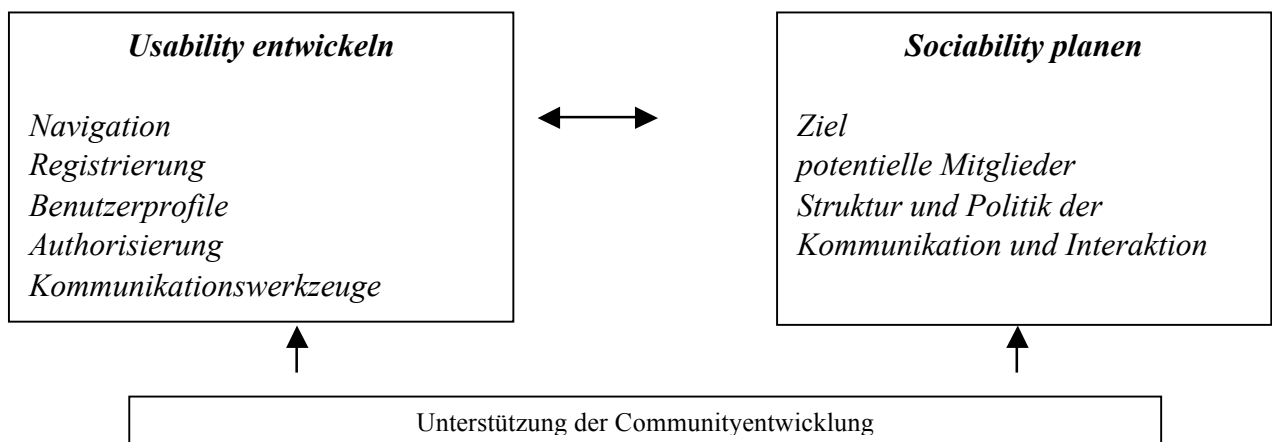 Usability entwickeln
Navigation
Registrierung
Benutzerprofile
Authorisierung
Kommunikationswerkzeuge
Sociability planen
Ziel
potentielle Mitglieder
Struktur und Politik der
Kommunikation und Interaktion
Unterstützung der Communityentwicklung